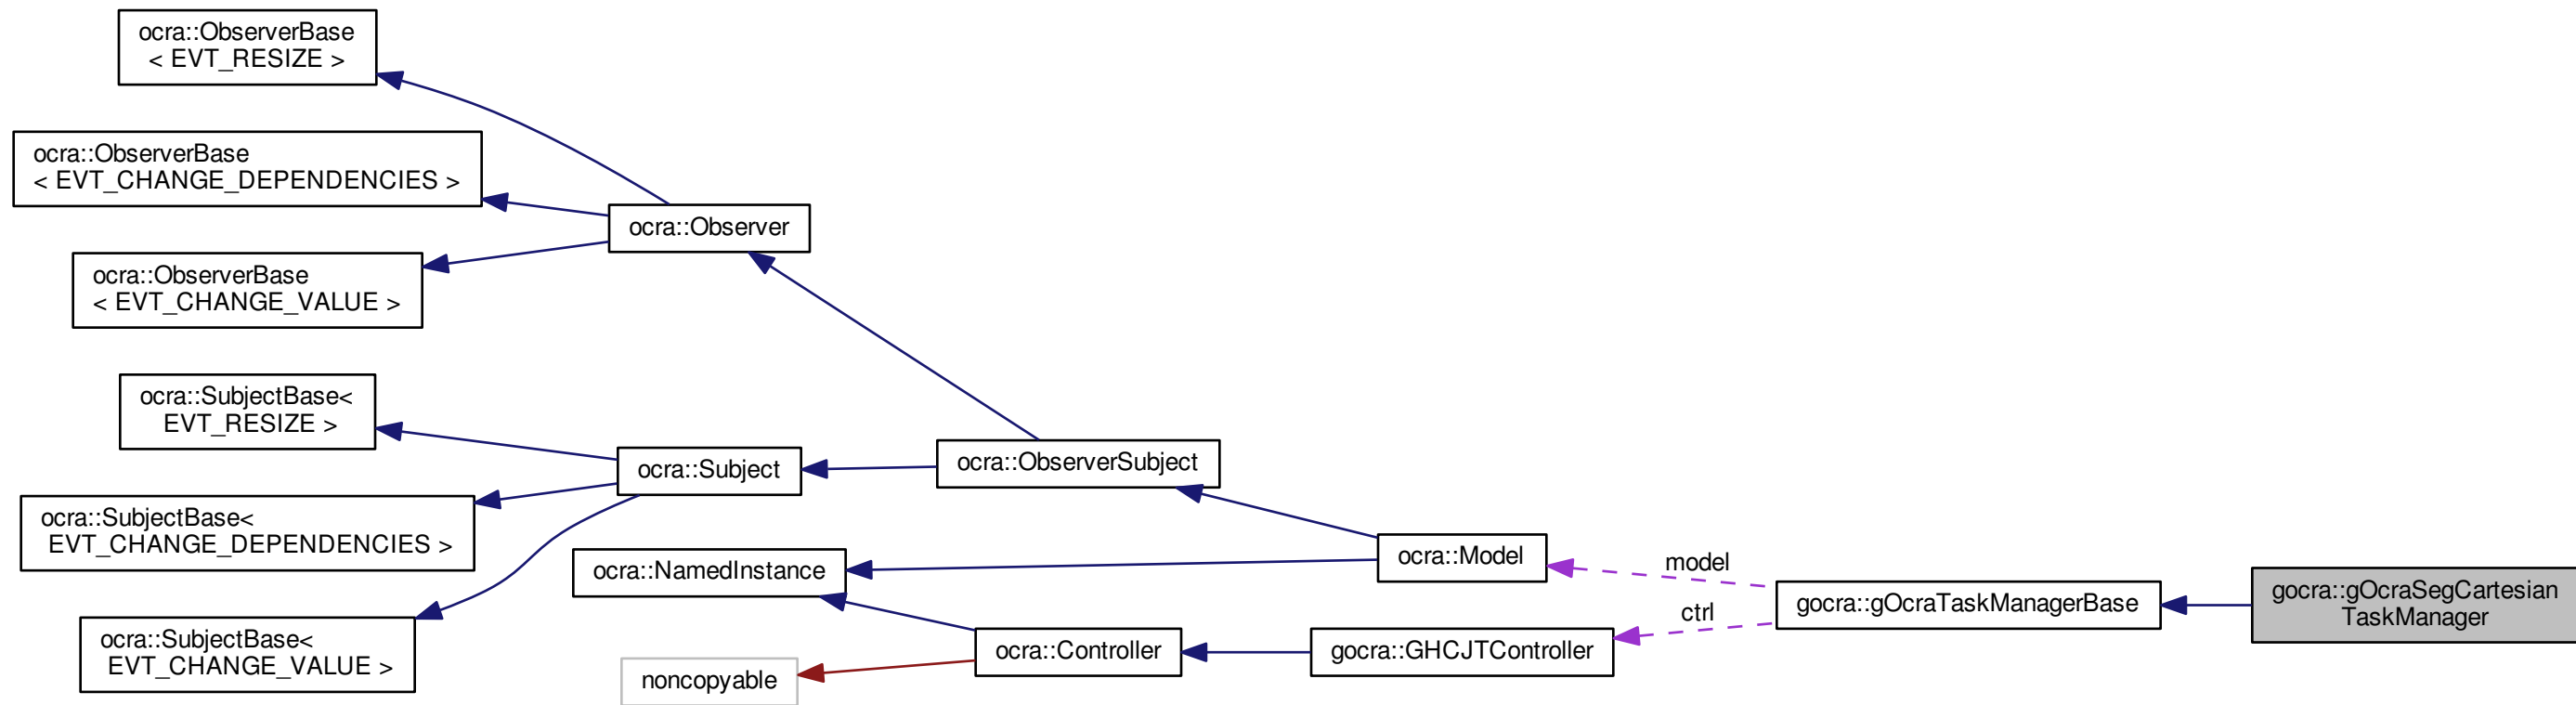 ocra::ObserverBase
< EVT_RESIZE >
ocra::ObserverBase
< EVT_CHANGE_DEPENDENCIES >
ocra::Observer
ocra::ObserverBase
< EVT_CHANGE_VALUE >
ocra::SubjectBase<
EVT_RESIZE >
ocra::Subject
ocra::ObserverSubject
ocra::SubjectBase<
EVT_CHANGE_DEPENDENCIES >
ocra::NamedInstance
ocra::Model
model
gocra::gOcraTaskManagerBase
gocra::gOcraSegCartesian
TaskManager
ctrl
ocra::SubjectBase<
EVT_CHANGE_VALUE >
ocra::Controller
gocra::GHCJTController
noncopyable